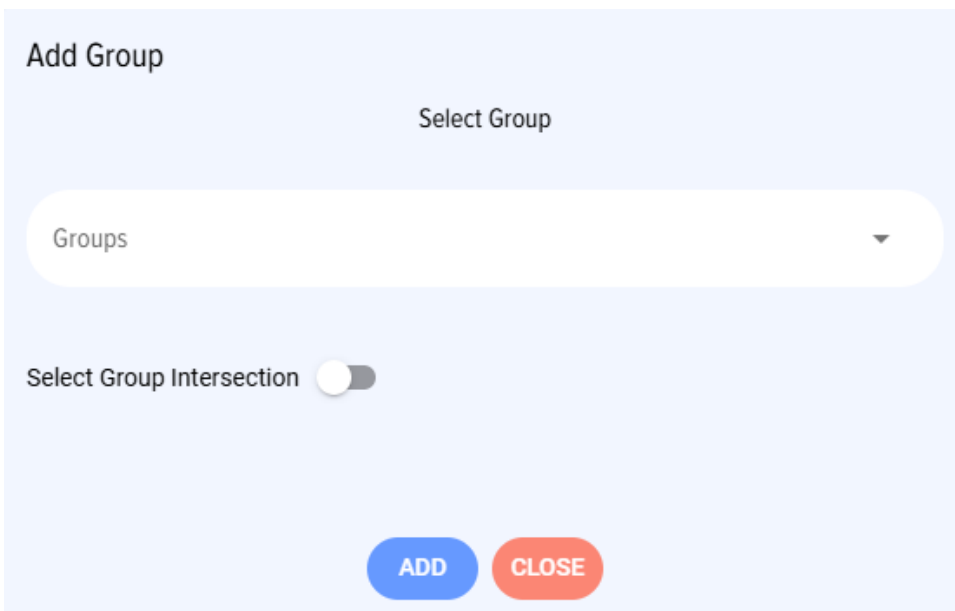 Add Group
Select Group
Groups
Select Group Intersection
ADD CLOSE